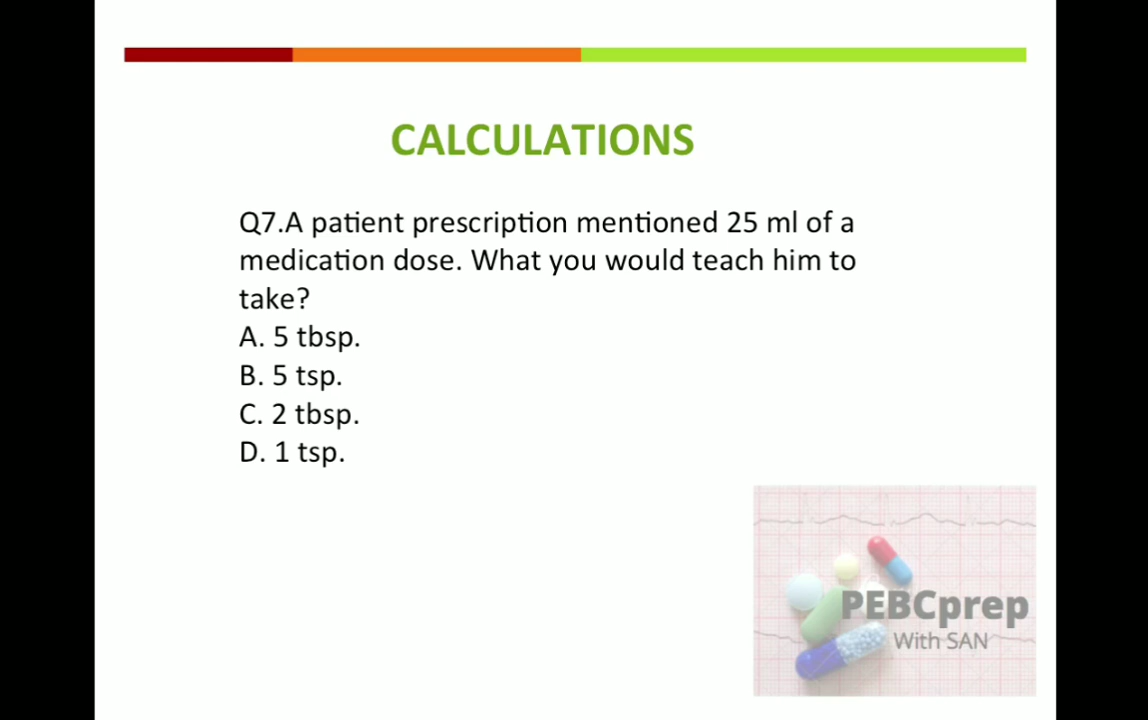 CALCULATIONS
Q7.A patient prescription mentioned 25 ml of a
medication dose. What you would teach him to
take?
A. 5 tbsp.
B. 5 tsp.
C. 2 tbsp.
D. 1 tsp.
PEBCprep
With SAN